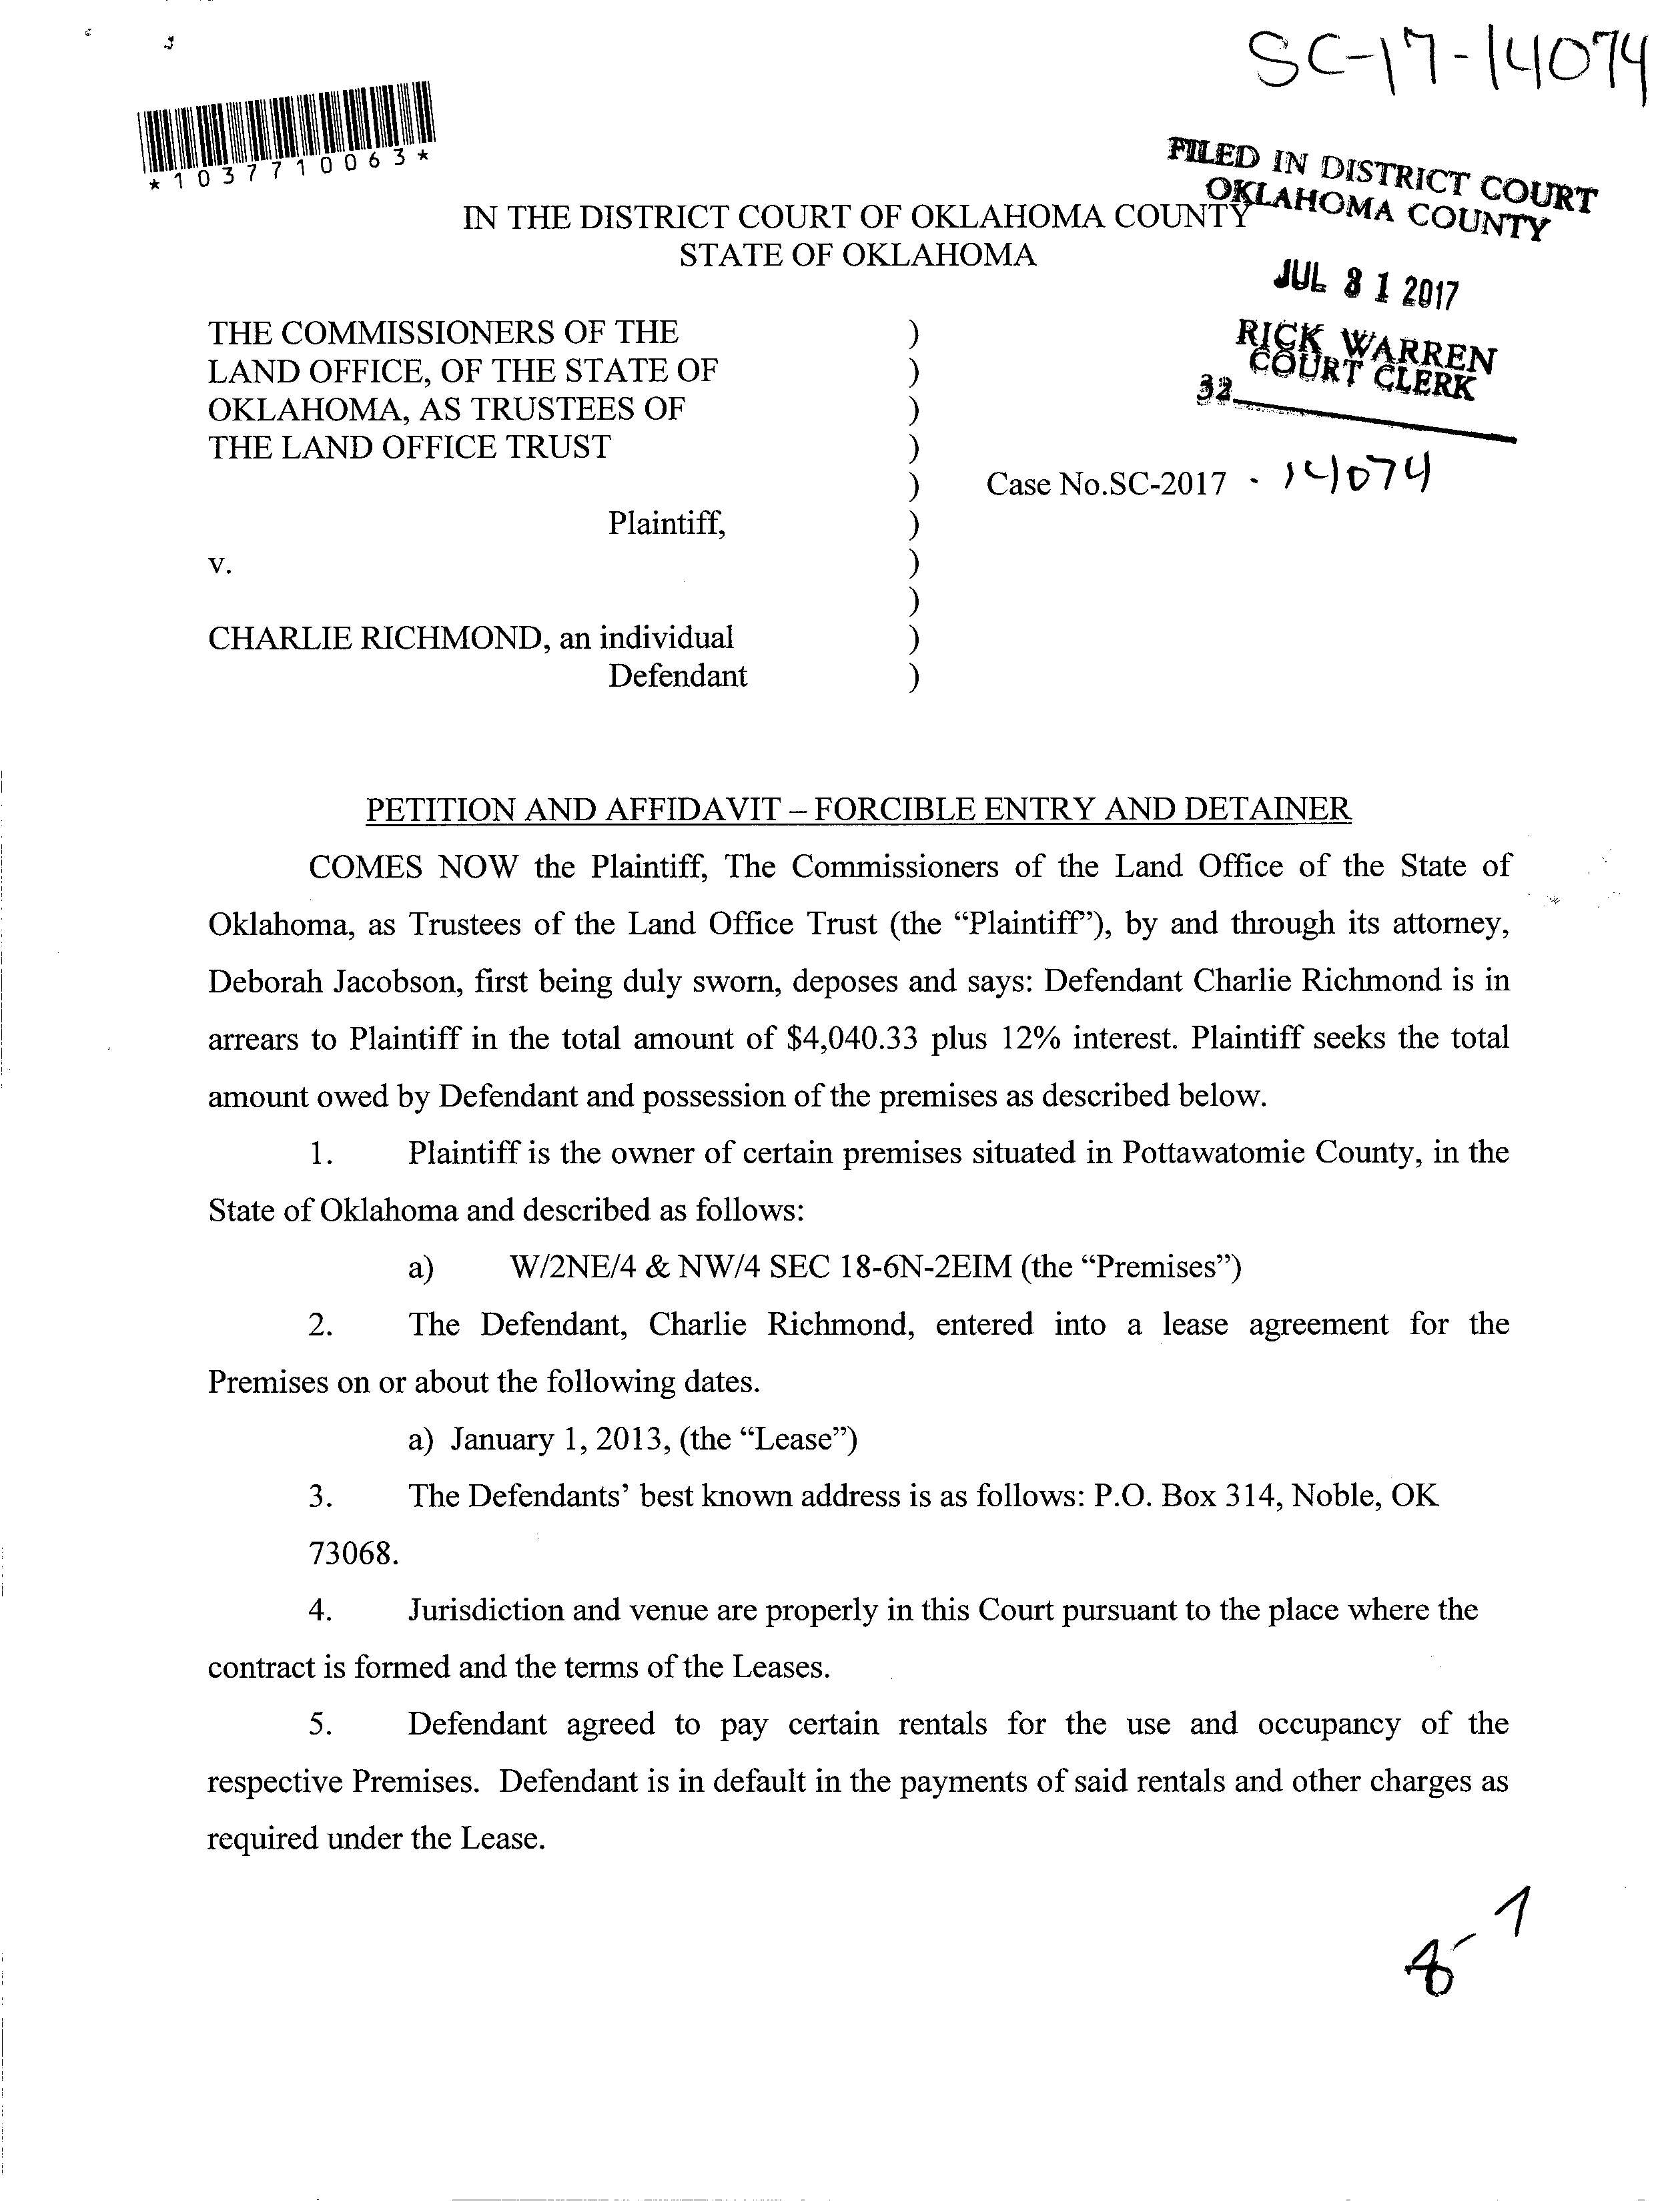 SC-17-14074
*1037710063*
FILED IN DISTRICT COURT
OKLAHOMA COUNTY
IN THE DISTRICT COURT OF OKLAHOMA COUNTY
STATE OF OKLAHOMA
JUL 31 2017
RICK WARREN
COURT CLERK
32
THE COMMISSIONERS OF THE )
LAND OFFICE, OF THE STATE OF )
OKLAHOMA, AS TRUSTEES OF )
THE LAND OFFICE TRUST )
) Case No.SC-2017 - 14074
Plaintiff, )
v. )
)
CHARLIE RICHMOND, an individual )
Defendant )
PETITION AND AFFIDAVIT – FORCIBLE ENTRY AND DETAINER
COMES NOW the Plaintiff, The Commissioners of the Land Office of the State of
Oklahoma, as Trustees of the Land Office Trust (the “Plaintiff”), by and through its attorney,
Deborah Jacobson, first being duly sworn, deposes and says: Defendant Charlie Richmond is in
arrears to Plaintiff in the total amount of $4,040.33 plus 12% interest. Plaintiff seeks the total
amount owed by Defendant and possession of the premises as described below.
1. Plaintiff is the owner of certain premises situated in Pottawatomie County, in the
State of Oklahoma and described as follows:
a) W/2NE/4 & NW/4 SEC 18-6N-2EIM (the “Premises”)
2. The Defendant, Charlie Richmond, entered into a lease agreement for the
Premises on or about the following dates.
a) January 1, 2013, (the “Lease”)
3. The Defendants’ best known address is as follows: P.O. Box 314, Noble, OK
73068.
4. Jurisdiction and venue are properly in this Court pursuant to the place where the
contract is formed and the terms of the Leases.
5. Defendant agreed to pay certain rentals for the use and occupancy of the
respective Premises. Defendant is in default in the payments of said rentals and other charges as
required under the Lease.